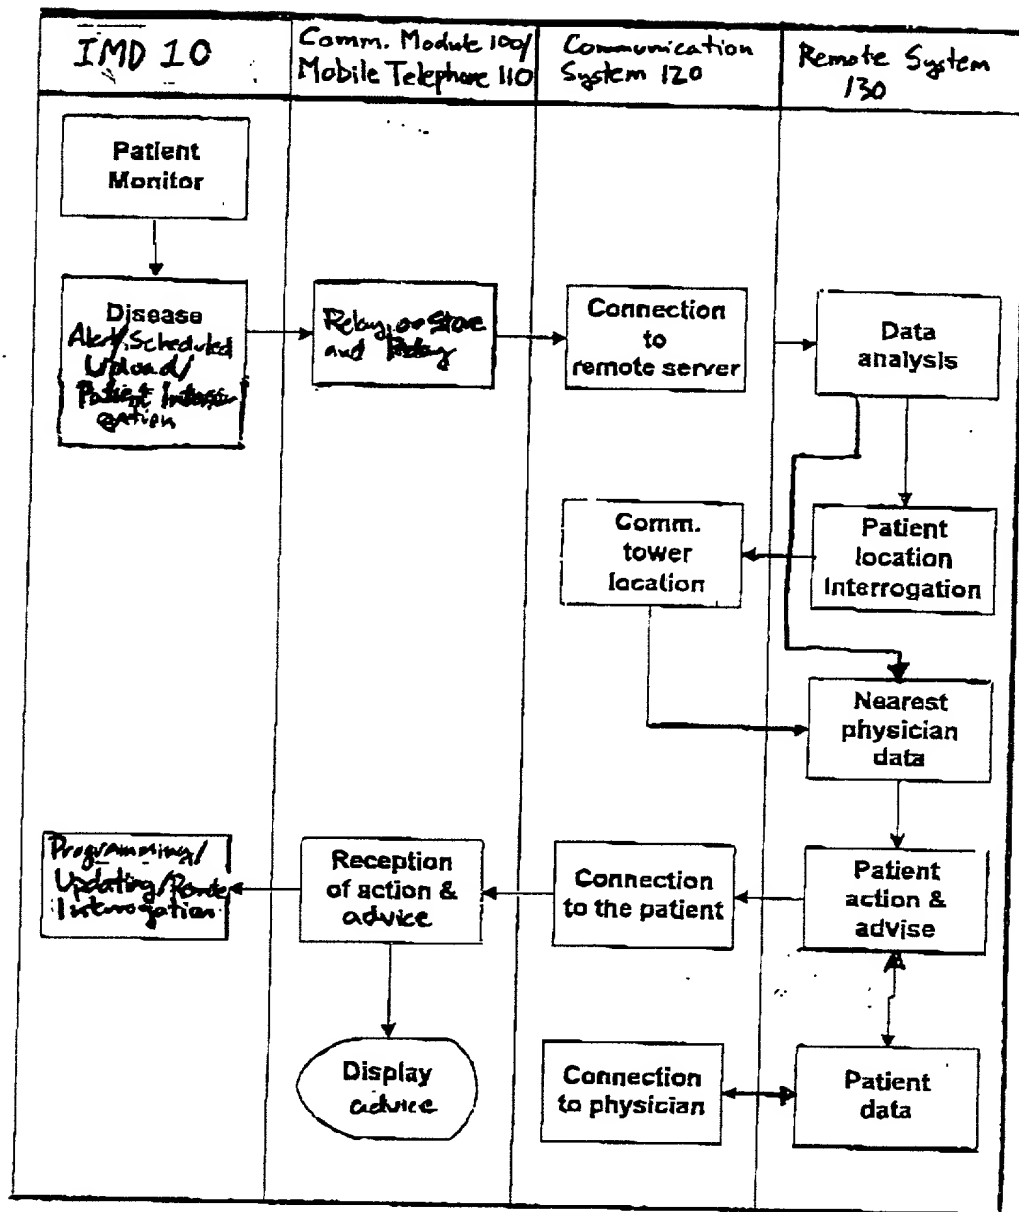 IMD 10
Comm. Module 100/
Mobile Telephone 110
Communication
System 120
Remote System
130
Patient
Monitor
Disease
Alert/Scheduled
Upload/
Patient Interro-
gation
Relay, or Store
and Relay
Connection
to
remote server
Data
analysis
Comm.
tower
location
Patient
location
Interrogation
Nearest
physician
data
Programming/
Updating/Remote
Interrogation
Reception
of action &
advice
Connection
to the patient
Patient
action &
advise
Display
advice
Connection
to physician
Patient
data